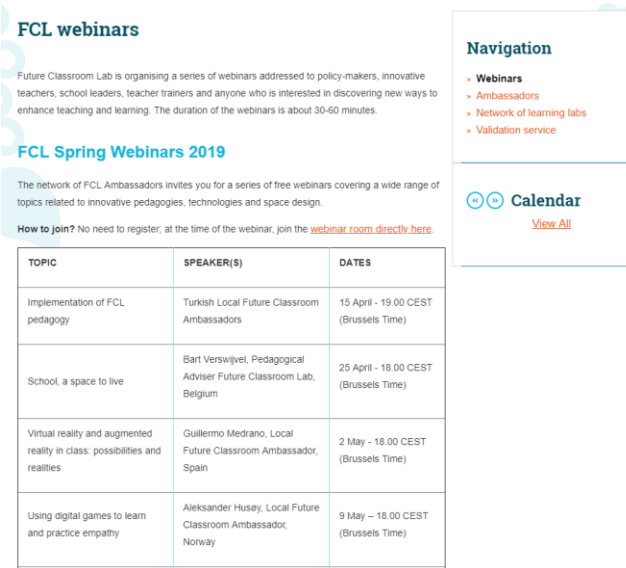 FCL webinars
Future Classroom Lab is organising a series of webinars addressed to policy-makers, innovative
teachers, school leaders, teacher trainers and anyone who is interested in discovering new ways to
enhance teaching and learning. The duration of the webinars is about 30-60 minutes.
FCL Spring Webinars 2019
The network of FCL Ambassadors invites you for a series of free webinars covering a wide range of
topics related to innovative pedagogies, technologies and space design.
How to join? No need to register; at the time of the webinar, join the webinar room directly here.
TOPIC SPEAKER(S) DATES
Implementation of FCL
pedagogy
Turkish Local Future Classroom
Ambassadors
15 April - 19.00 CEST
(Brussels Time)
School, a space to live
Bart Verswijvel, Pedagogical
Adviser Future Classroom Lab,
Belgium
25 April - 18.00 CEST
(Brussels Time)
Virtual reality and augmented
reality in class: possibilities and
realities
Guillermo Medrano, Local
Future Classroom Ambassador,
Spain
2 May - 18.00 CEST
(Brussels Time)
Using digital games to learn
and practice empathy
Aleksander Husøy, Local Future
Classroom Ambassador,
Norway
9 May – 18.00 CEST
(Brussels Time)
Navigation
» Webinars
» Ambassadors
» Network of learning labs
» Validation service
« » Calendar
View All